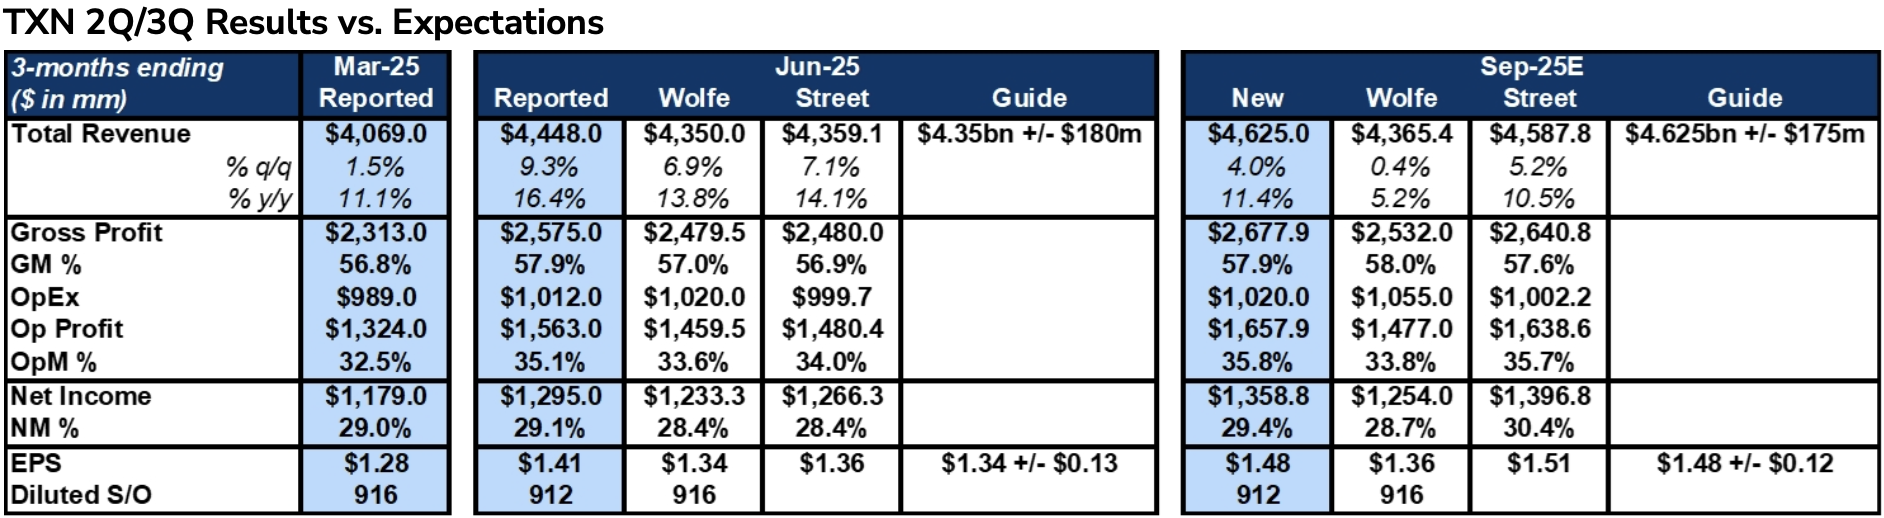 TXN 2Q/3Q Results vs. Expectations
3-months ending Mar-25 Jun-25 Sep-25E
($ in mm) Reported Reported Wolfe Street Guide New Wolfe Street Guide
Total Revenue $4,069.0 $4,448.0 $4,350.0 $4,359.1 $4.35bn +/- $180m $4,625.0 $4,365.4 $4,587.8 $4.625bn +/- $175m
% q/q 1.5% 9.3% 6.9% 7.1% 4.0% 0.4% 5.2%
% y/y 11.1% 16.4% 13.8% 14.1% 11.4% 5.2% 10.5%
Gross Profit $2,313.0 $2,575.0 $2,479.5 $2,480.0 $2,677.9 $2,532.0 $2,640.8
GM % 56.8% 57.9% 57.0% 56.9% 57.9% 58.0% 57.6%
OpEx $989.0 $1,012.0 $1,020.0 $999.7 $1,020.0 $1,055.0 $1,002.2
Op Profit $1,324.0 $1,563.0 $1,459.5 $1,480.4 $1,657.9 $1,477.0 $1,638.6
OpM % 32.5% 35.1% 33.6% 34.0% 35.8% 33.8% 35.7%
Net Income $1,179.0 $1,295.0 $1,233.3 $1,266.3 $1,358.8 $1,254.0 $1,396.8
NM % 29.0% 29.1% 28.4% 28.4% 29.4% 28.7% 30.4%
EPS $1.28 $1.41 $1.34 $1.36 $1.34 +/- $0.13 $1.48 $1.36 $1.51 $1.48 +/- $0.12
Diluted S/O 916 912 916 912 916